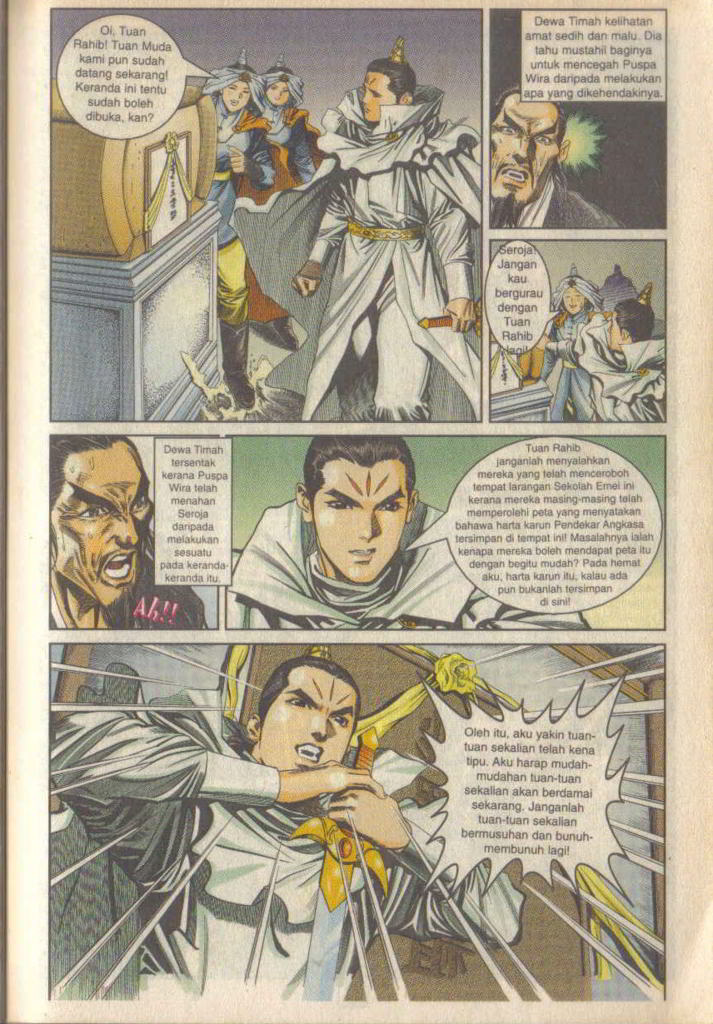 Oi, Tuan
Rahib! Tuan Muda
kami pun sudah
datang sekarang!
Keranda ini tentu
sudah boleh
dibuka, kan?
Dewa Timah kelihatan
amat sedih dan malu. Dia
tahu mustahil baginya
untuk mencegah Puspa
Wira daripada melakukan
apa yang dikehendakinya.
Seroja!
Jangan
kau
bergurau
dengan
Tuan
Rahib
lagi!
Dewa Timah
tersentak
kerana Puspa
Wira telah
menahan
Seroja
daripada
melakukan
sesuatu
pada keranda-
keranda itu.
Ah!!
Tuan Rahib
janganlah menyalahkan
mereka yang telah menceroboh
tempat larangan Sekolah Emei ini
kerana mereka masing-masing telah
memperolehi peta yang menyatakan
bahawa harta karun Pendekar Angkasa
tersimpan di tempat ini! Masalahnya ialah
kenapa mereka boleh mendapat peta itu
dengan begitu mudah? Pada hemat
aku, harta karun itu, kalau ada
pun bukanlah tersimpan
di sini!
Oleh itu, aku yakin tuan-
tuan sekalian telah kena
tipu. Aku harap mudah-
mudahan tuan-tuan
sekalian akan berdamai
sekarang. Janganlah
tuan-tuan sekalian
bermusuhan dan bunuh-
membunuh lagi!